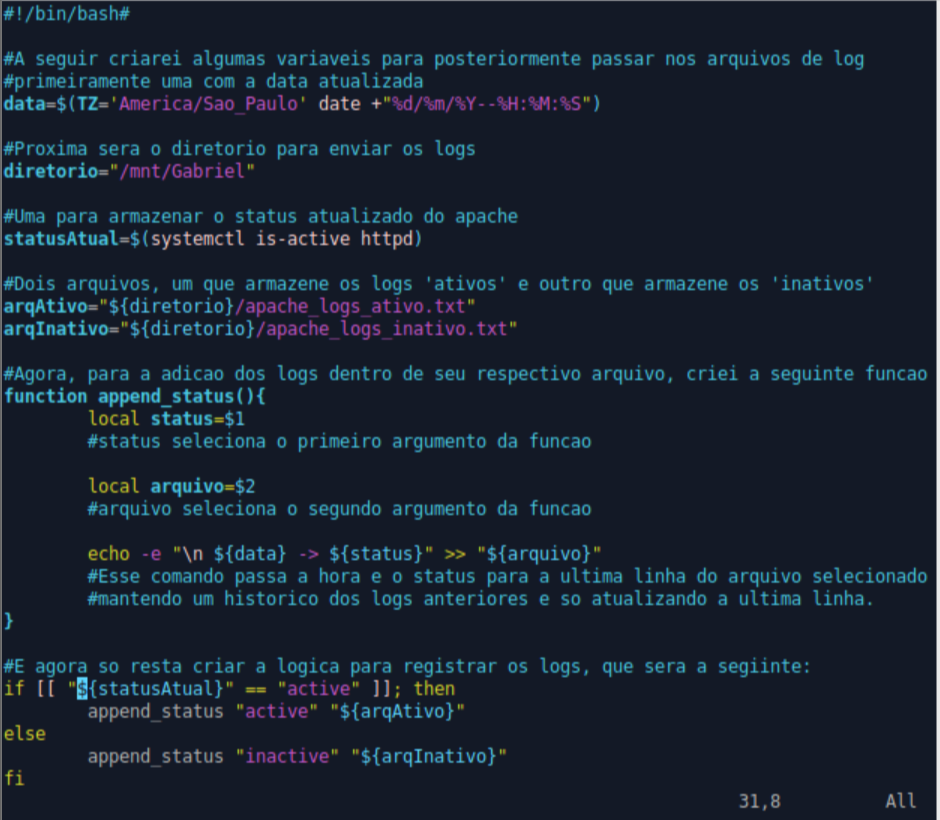 #!/bin/bash#

#A seguir criarei algumas variaveis para posteriormente passar nos arquivos de log
#primeiramente uma com a data atualizada
data=$(TZ='America/Sao_Paulo' date +"%d/%m/%Y--%H:%M:%S")

#Proxima sera o diretorio para enviar os logs
diretorio="/mnt/Gabriel"

#Uma para armazenar o status atualizado do apache
statusAtual=$(systemctl is-active httpd)

#Dois arquivos, um que armazene os logs 'ativos' e outro que armazene os 'inativos'
arqAtivo="${diretorio}/apache_logs_ativo.txt"
arqInativo="${diretorio}/apache_logs_inativo.txt"

#Agora, para a adicao dos logs dentro de seu respectivo arquivo, criei a seguinte funcao
function append_status(){
        local status=$1
        #status seleciona o primeiro argumento da funcao

        local arquivo=$2
        #arquivo seleciona o segundo argumento da funcao

        echo -e "\n ${data} -> ${status}" >> "${arquivo}"
        #Esse comando passa a hora e o status para a ultima linha do arquivo selecionado
        #mantendo um historico dos logs anteriores e so atualizando a ultima linha.
}

#E agora so resta criar a logica para registrar os logs, que sera a segiinte:
if [[ "${statusAtual}" == "active" ]]; then
        append_status "active" "${arqAtivo}"
else
        append_status "inactive" "${arqInativo}"
fi
31,8 All